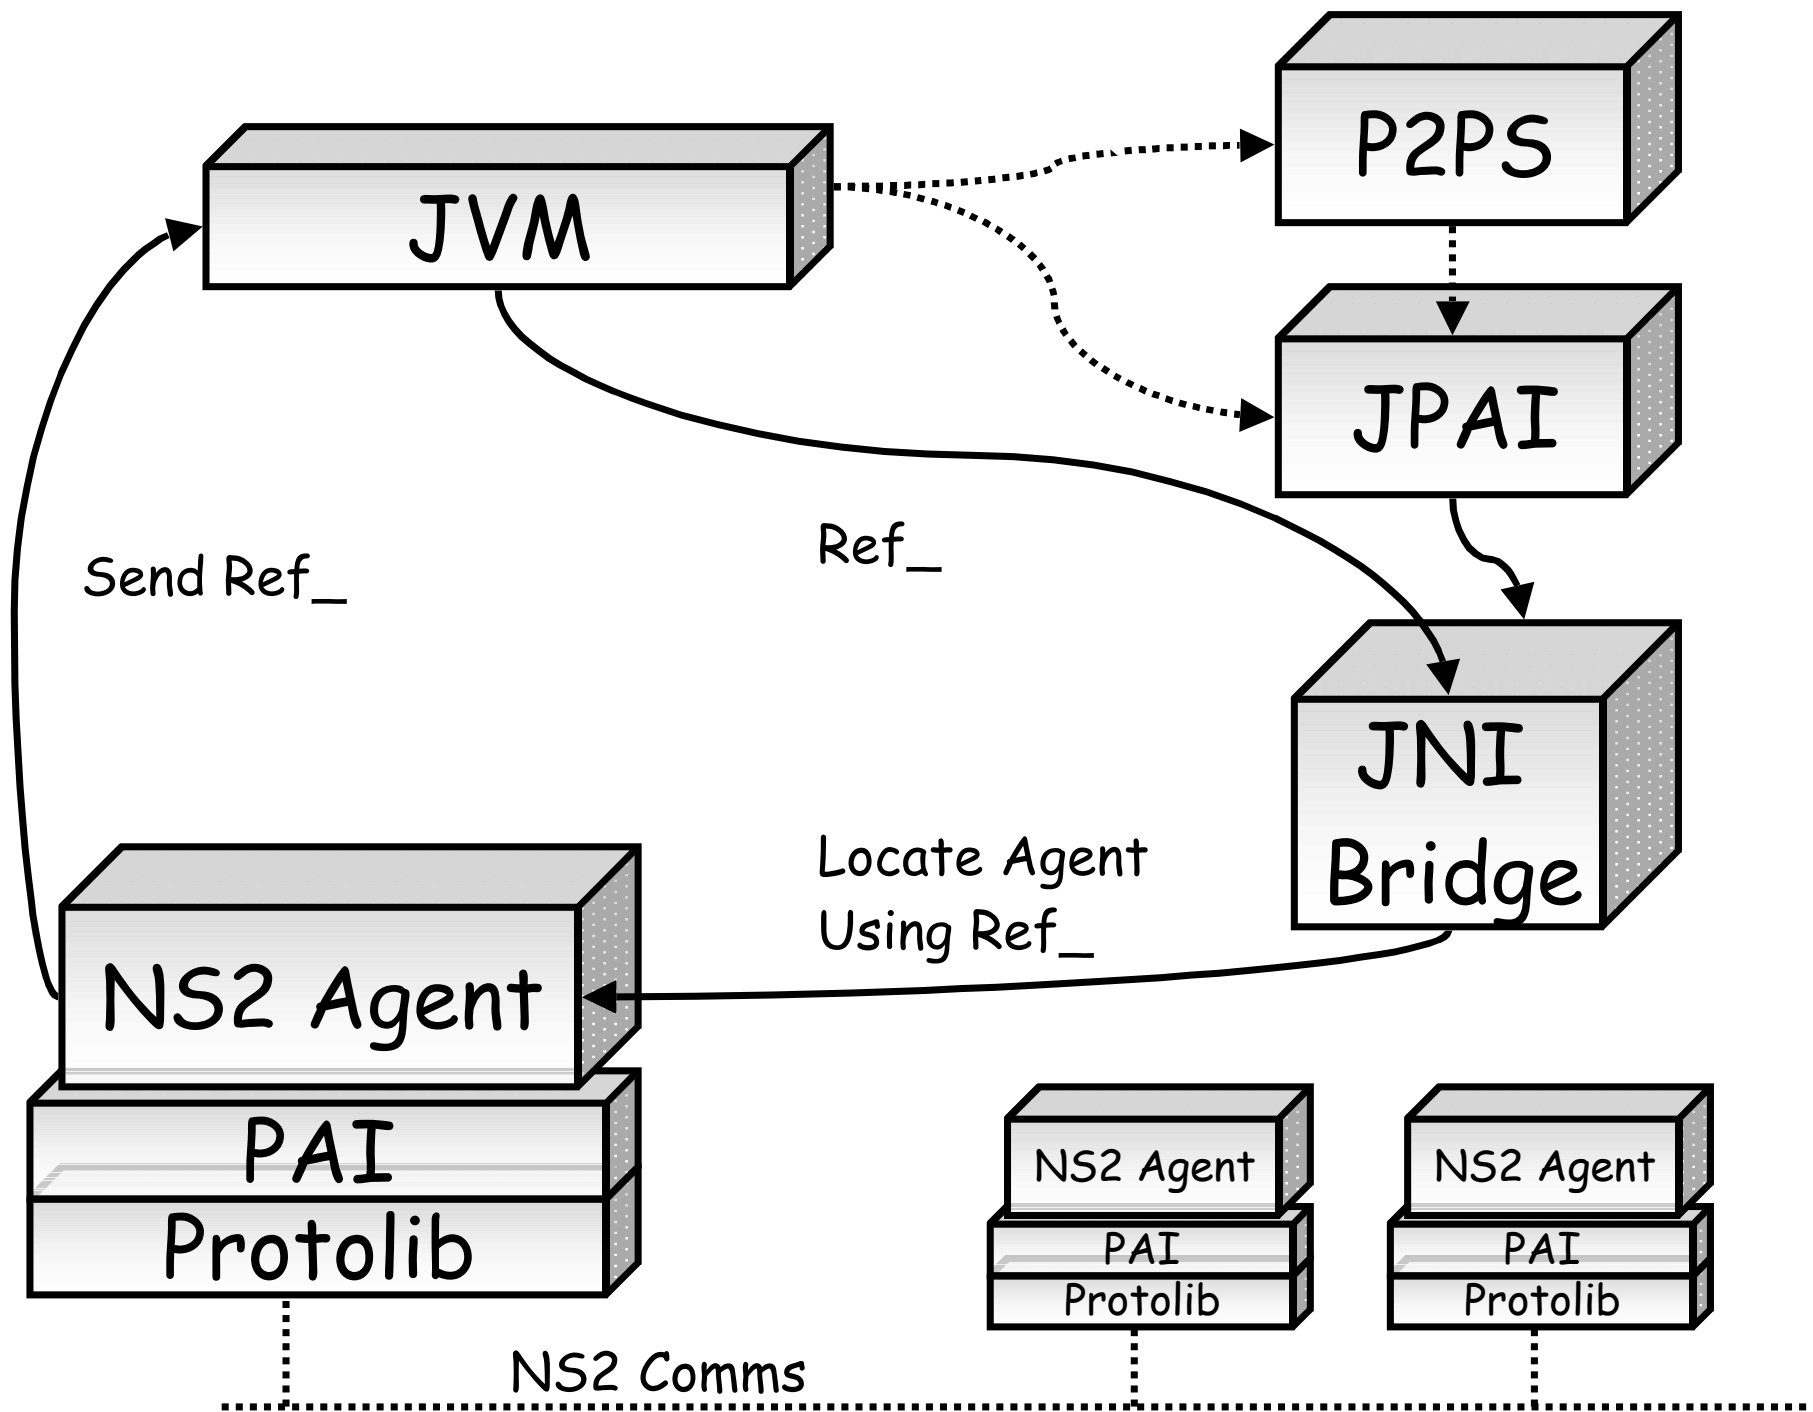 P2PS
JVM
JPAI
Ref_
Send Ref_
JNI
Bridge
Locate Agent
Using Ref_
NS2 Agent
PAI
Protolib
NS2 Agent
PAI
Protolib
NS2 Agent
PAI
Protolib
NS2 Comms